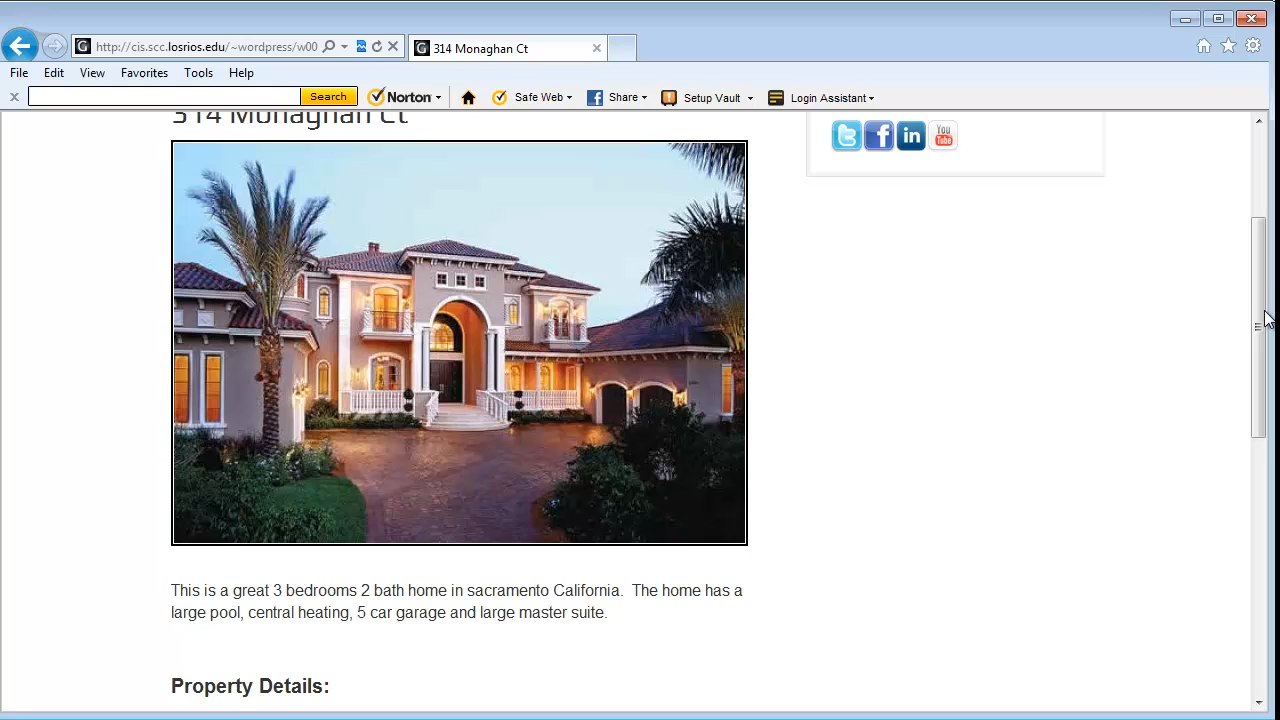 http://cis.scc.losrios.edu/~wordpress/w00
314 Monaghan Ct
File Edit View Favorites Tools Help
Search Norton Safe Web Share Setup Vault Login Assistant
314 Monaghan Ct
You Tube
This is a great 3 bedrooms 2 bath home in sacramento California. The home has a
large pool, central heating, 5 car garage and large master suite.
Property Details: